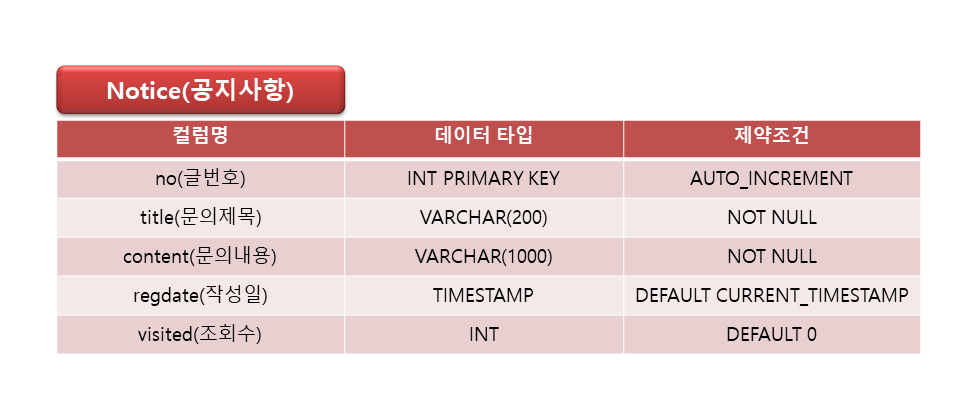 Notice(공지사항)
컬럼명 데이터 타입 제약조건
no(글번호) INT PRIMARY KEY AUTO_INCREMENT
title(문의제목) VARCHAR(200) NOT NULL
content(문의내용) VARCHAR(1000) NOT NULL
regdate(작성일) TIMESTAMP DEFAULT CURRENT_TIMESTAMP
visited(조회수) INT DEFAULT 0